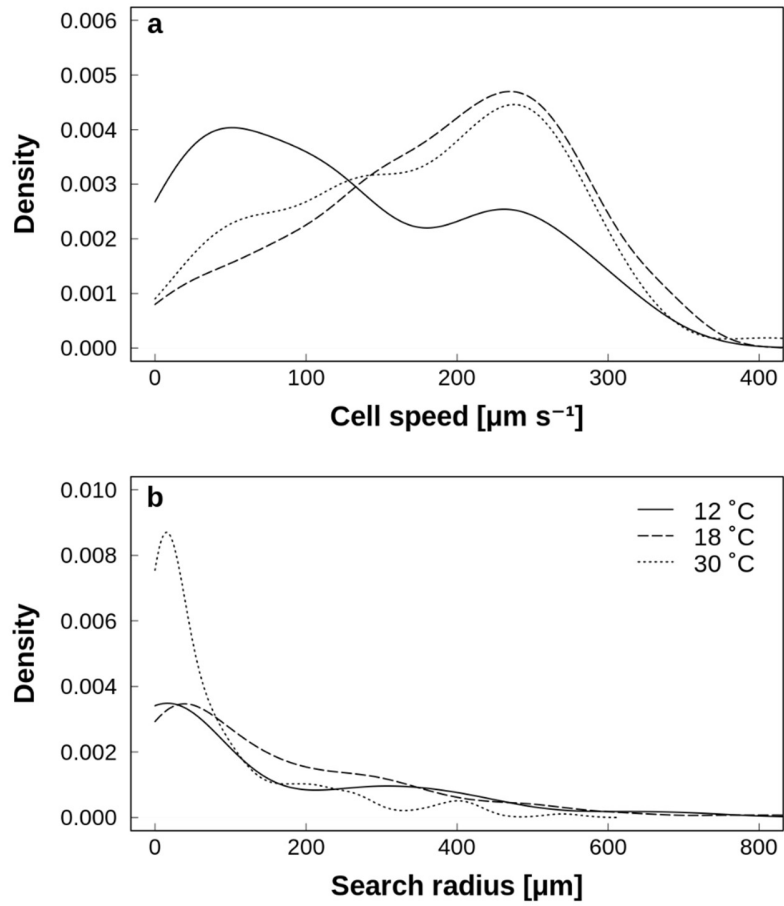 a
0.006
0.005
0.004
0.003
0.002
0.001
0.000
Density
0 100 200 300 400
Cell speed [µm s⁻¹]
b
0.010
0.008
0.006
0.004
0.002
0.000
Density
12 ˚C
18 ˚C
30 ˚C
0 200 400 600 800
Search radius [µm]